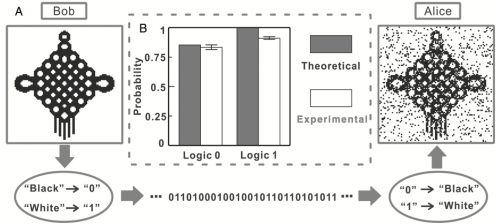 A
Bob
B
Alice
1
0.75
0.5
0.25
0
Probability
Logic 0
Logic 1
Theoretical
Experimental
"Black" → "0"
"White" → "1"
··· 0110100010010010110110101011 ···
"0" → "Black"
"1" → "White"